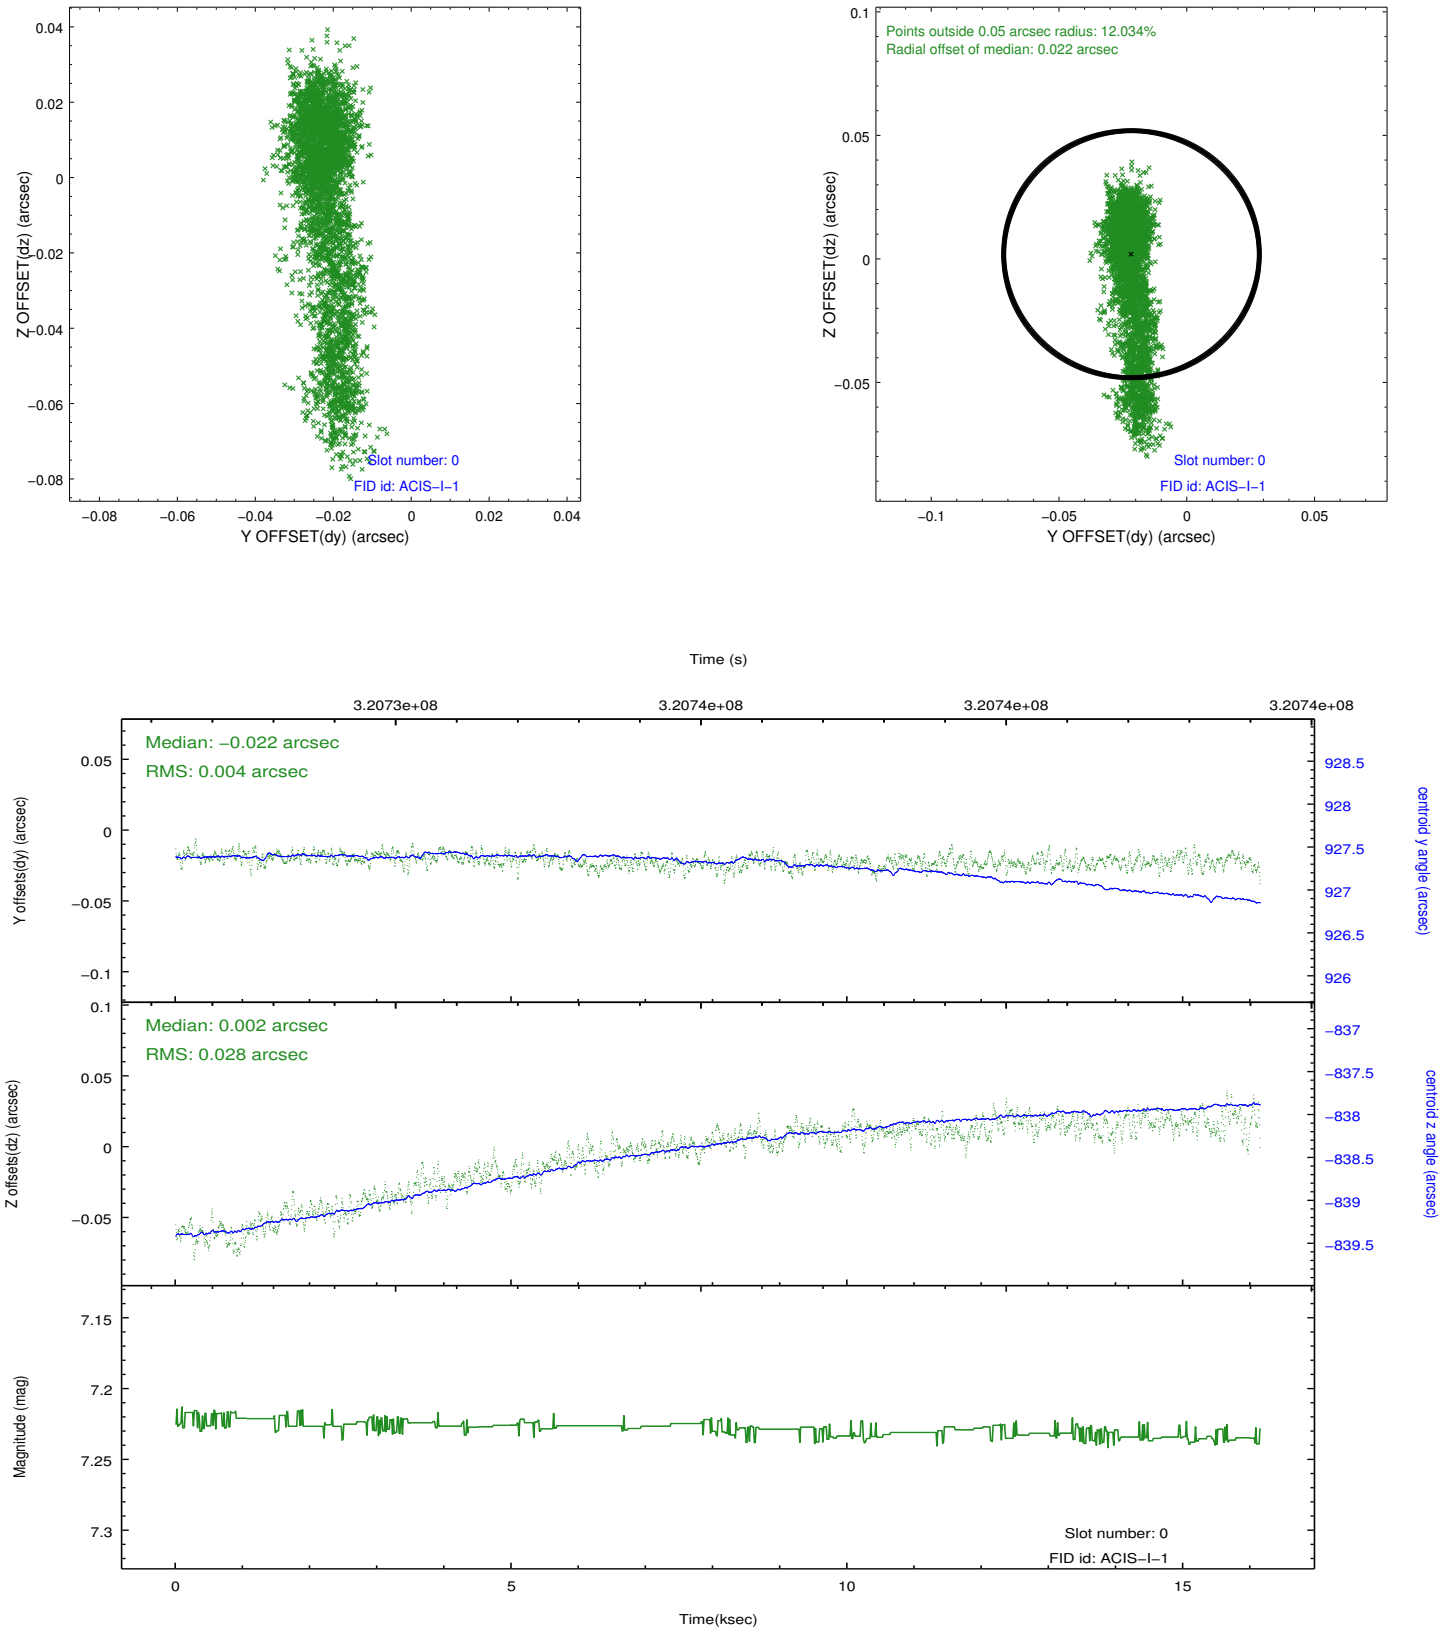 0.04
0.02
0
−0.02
−0.04
−0.06
−0.08
Z OFFSET(dz) (arcsec)
Slot number: 0
FID id: ACIS−I−1
−0.08
−0.06
−0.04
−0.02
0
0.02
0.04
Y OFFSET(dy) (arcsec)
0.1
0.05
0
−0.05
Z OFFSET(dz) (arcsec)
Points outside 0.05 arcsec radius: 12.034%
Radial offset of median: 0.022 arcsec
Slot number: 0
FID id: ACIS−I−1
−0.1
−0.05
0
0.05
Y OFFSET(dy) (arcsec)
Time (s)
3.2073e+08
3.2074e+08
3.2074e+08
3.2074e+08
Median: −0.022 arcsec
RMS: 0.004 arcsec
0.05
0
−0.05
−0.1
Y offsets(dy) (arcsec)
928.5
928
927.5
927
926.5
926
centroid y angle (arcsec)
Median: 0.002 arcsec
RMS: 0.028 arcsec
0.1
0.05
0
−0.05
Z offsets(dz) (arcsec)
−837
−837.5
−838
−838.5
−839
−839.5
centroid z angle (arcsec)
7.15
7.2
7.25
7.3
Magnitude (mag)
Slot number: 0
FID id: ACIS−I−1
0
5
10
15
Time(ksec)